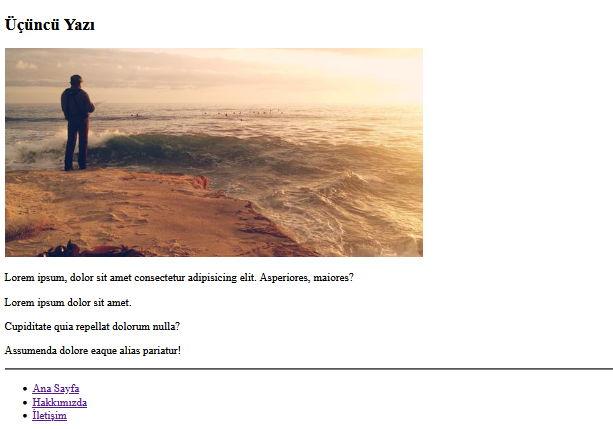 Üçüncü Yazı
Lorem ipsum, dolor sit amet consectetur adipisicing elit. Asperiores, maiores?
Lorem ipsum dolor sit amet.
Cupiditate quia repellat dolorum nulla?
Assumenda dolore eaque alias pariatur!
Ana Sayfa
Hakkımızda
İletişim